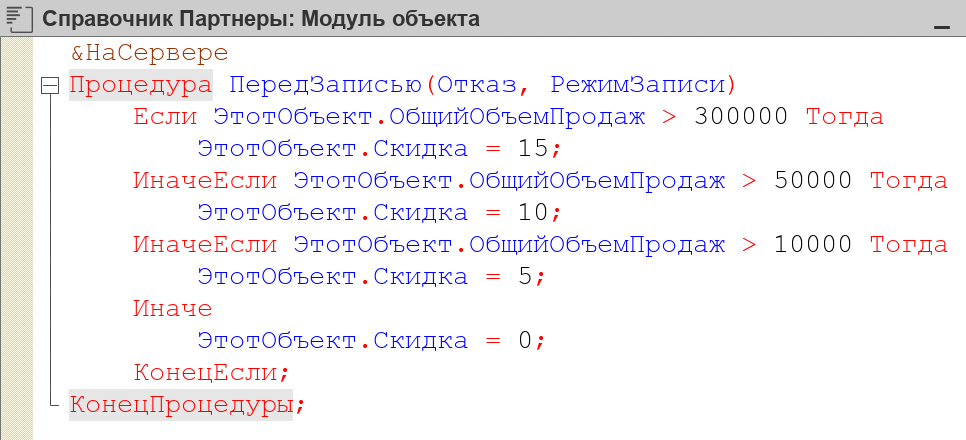 Справочник Партнеры: Модуль объекта
&НаСервере
Процедура ПередЗаписью(Отказ, РежимЗаписи)
Если ЭтотОбъект.ОбщийОбъемПродаж > 300000 Тогда
ЭтотОбъект.Скидка = 15;
ИначеЕсли ЭтотОбъект.ОбщийОбъемПродаж > 50000 Тогда
ЭтотОбъект.Скидка = 10;
ИначеЕсли ЭтотОбъект.ОбщийОбъемПродаж > 10000 Тогда
ЭтотОбъект.Скидка = 5;
Иначе
ЭтотОбъект.Скидка = 0;
КонецЕсли;
КонецПроцедуры;